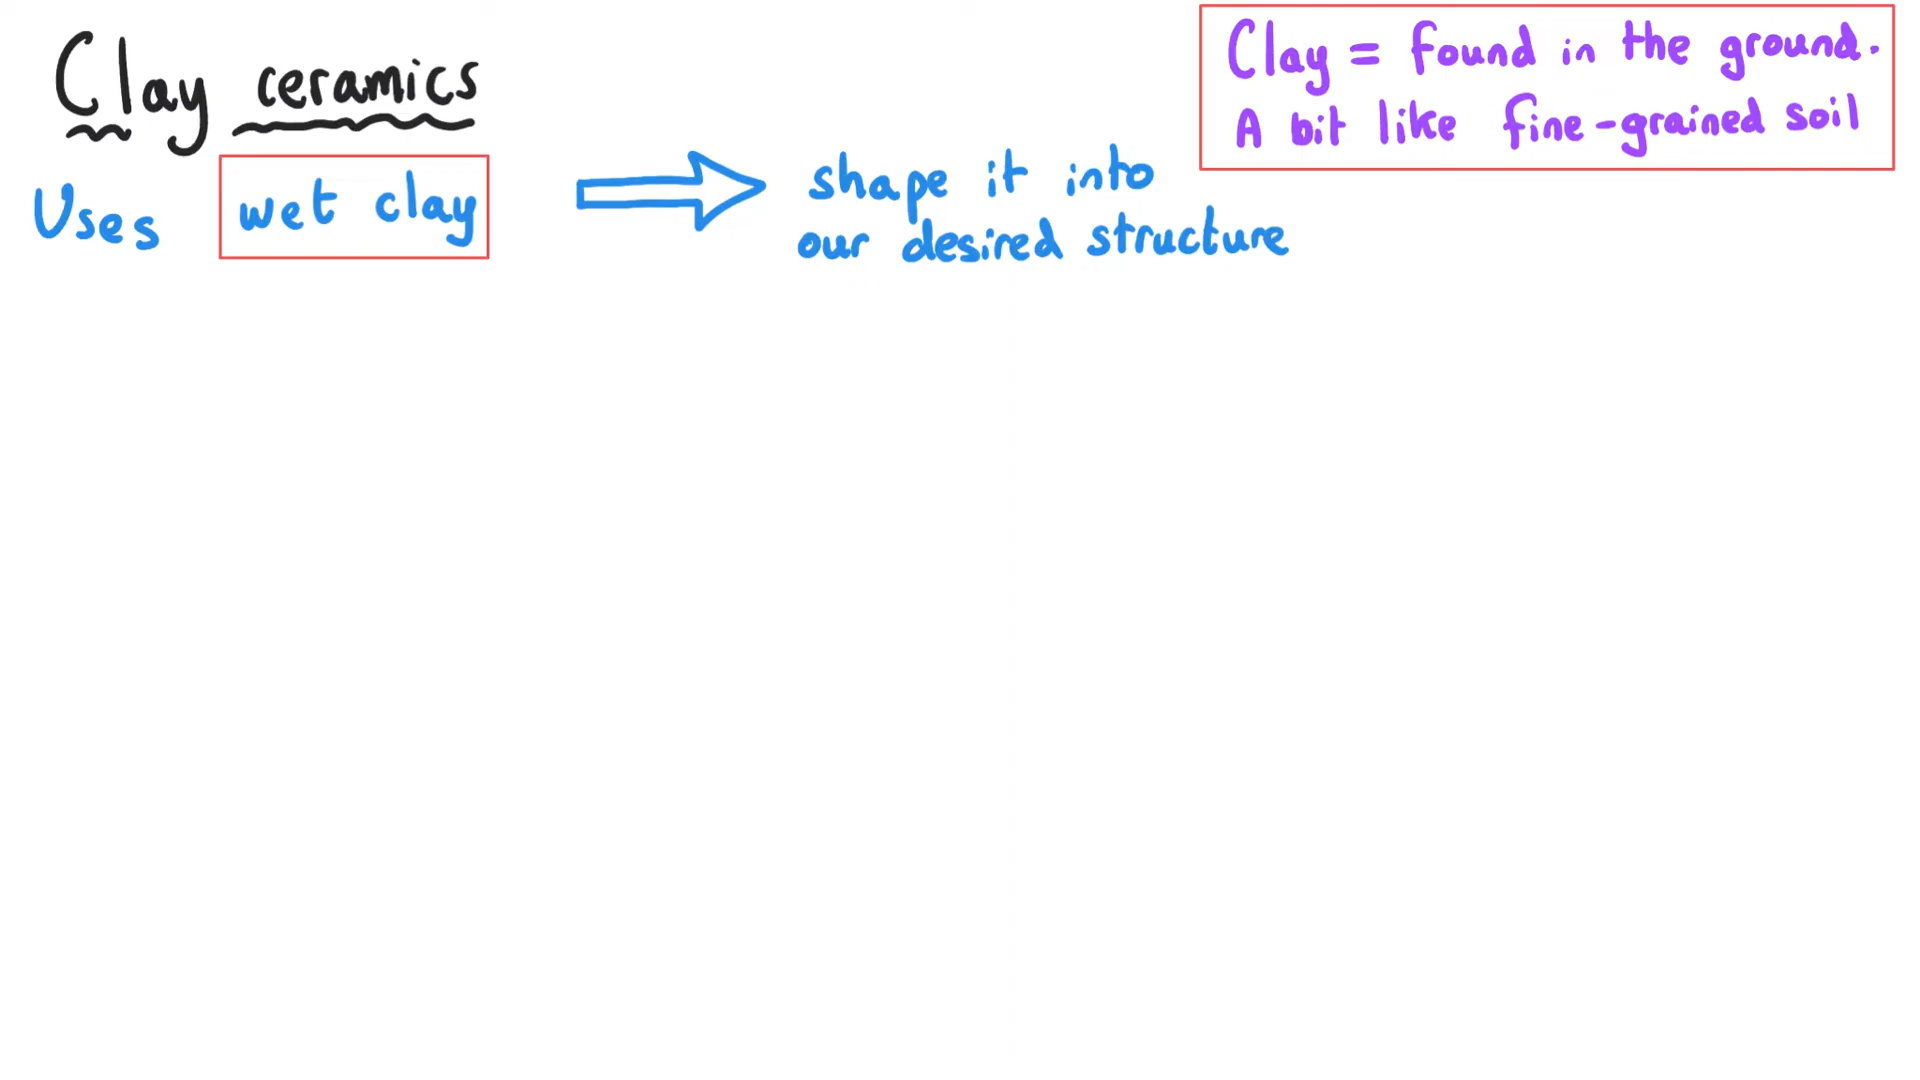 Clay ceramics
Clay = found in the ground.
A bit like fine-grained soil
Uses wet clay
shape it into
our desired structure